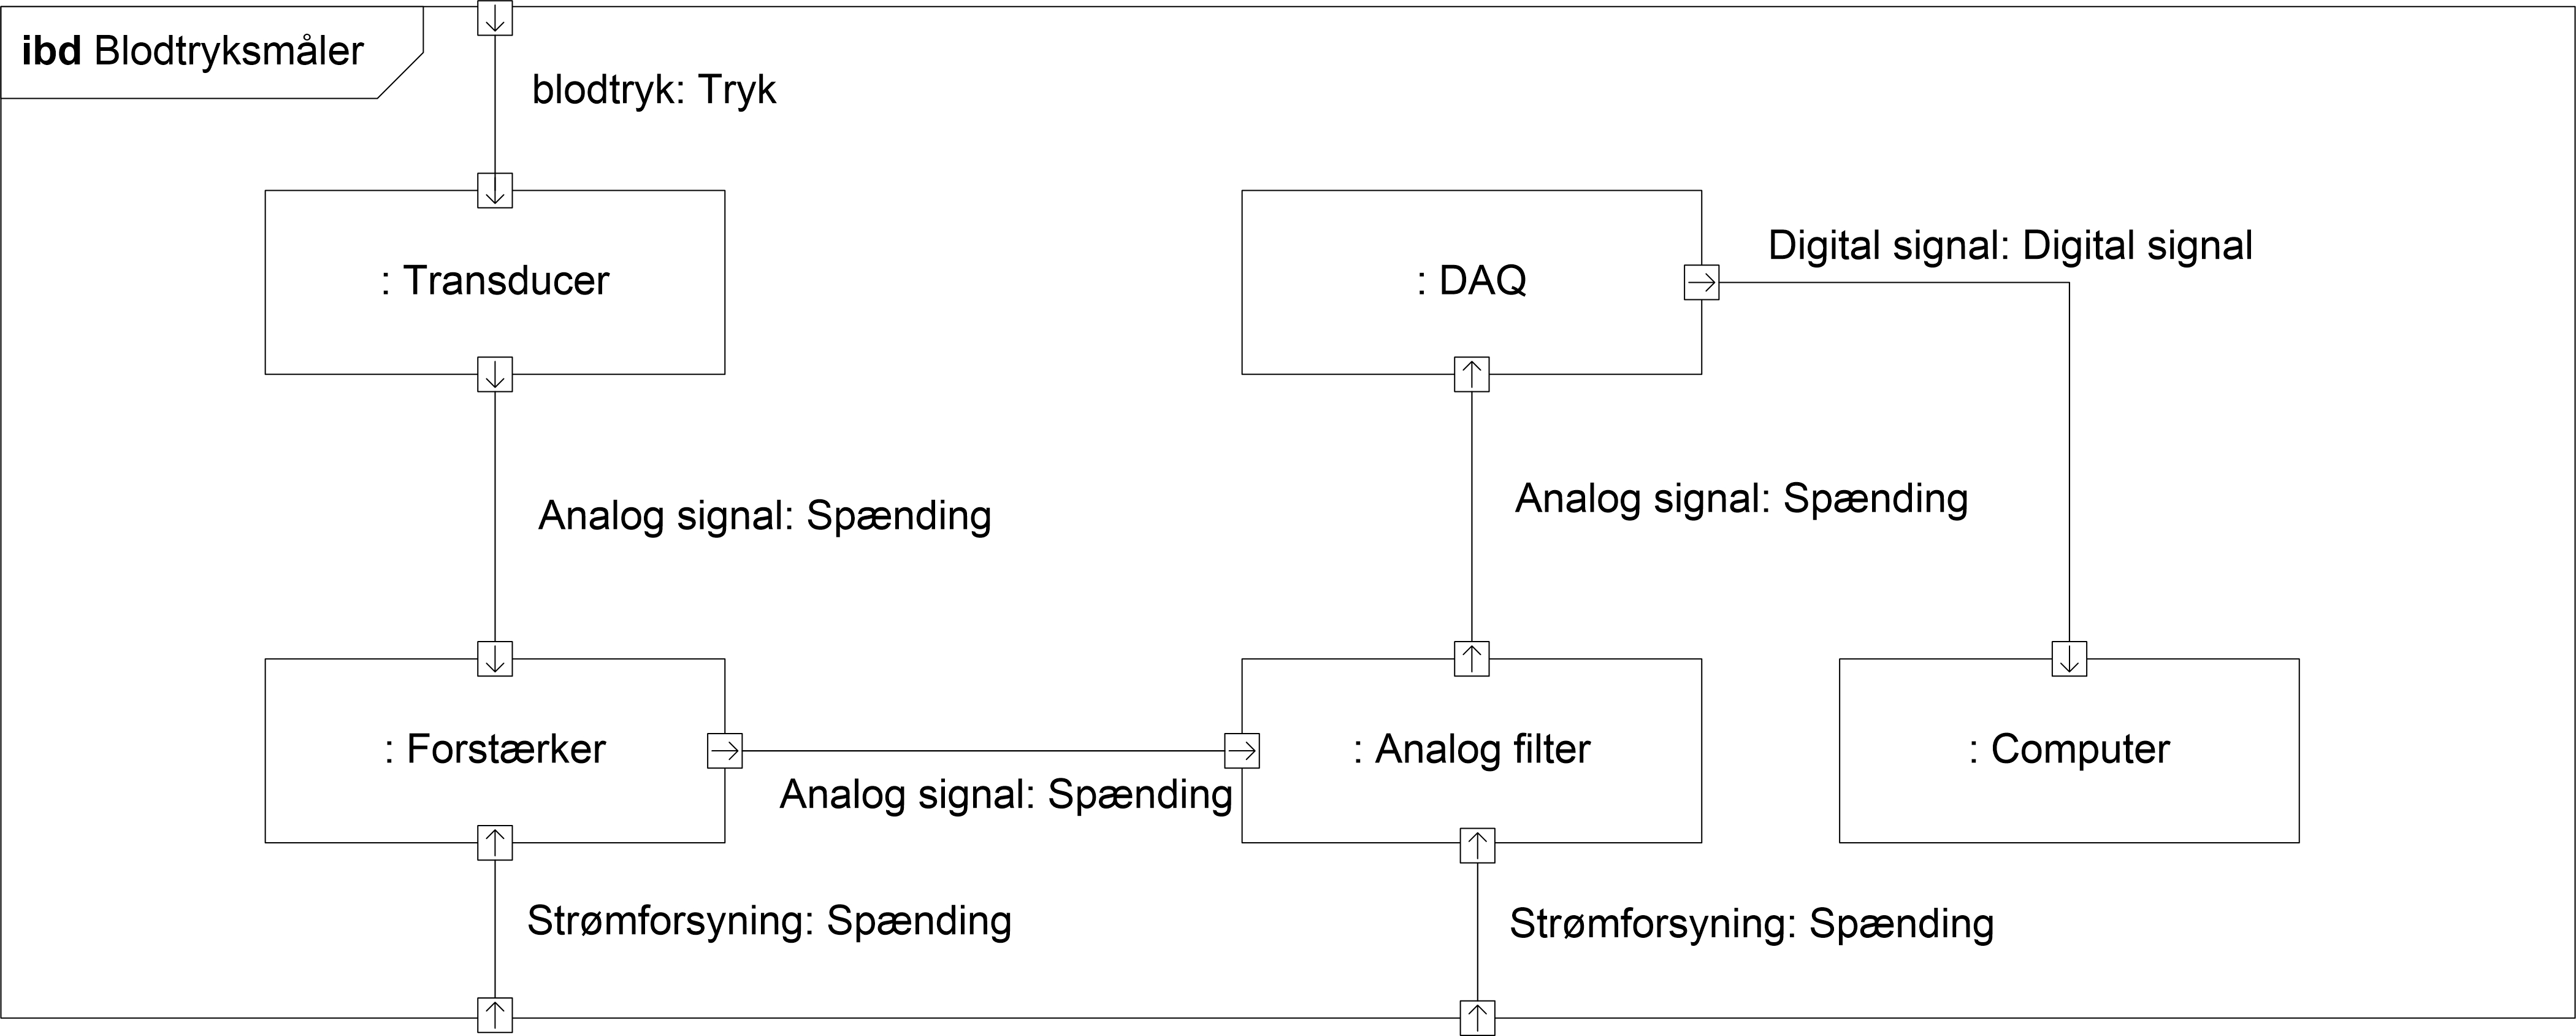 ibd Blodtryksmåler
blodtryk: Tryk
: Transducer
: DAQ
Digital signal: Digital signal
Analog signal: Spænding
Analog signal: Spænding
: Forstærker
: Analog filter
: Computer
Analog signal: Spænding
Strømforsyning: Spænding
Strømforsyning: Spænding